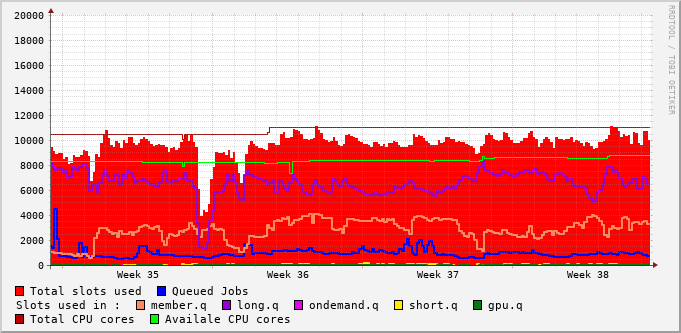 20000
18000
16000
14000
12000
10000
8000
6000
4000
2000
0
Week 35 Week 36 Week 37 Week 38
RRDTOOL / TOBI OETIKER
Total slots used Queued Jobs
Slots used in : member.q long.q ondemand.q short.q gpu.q
Total CPU cores Availale CPU cores